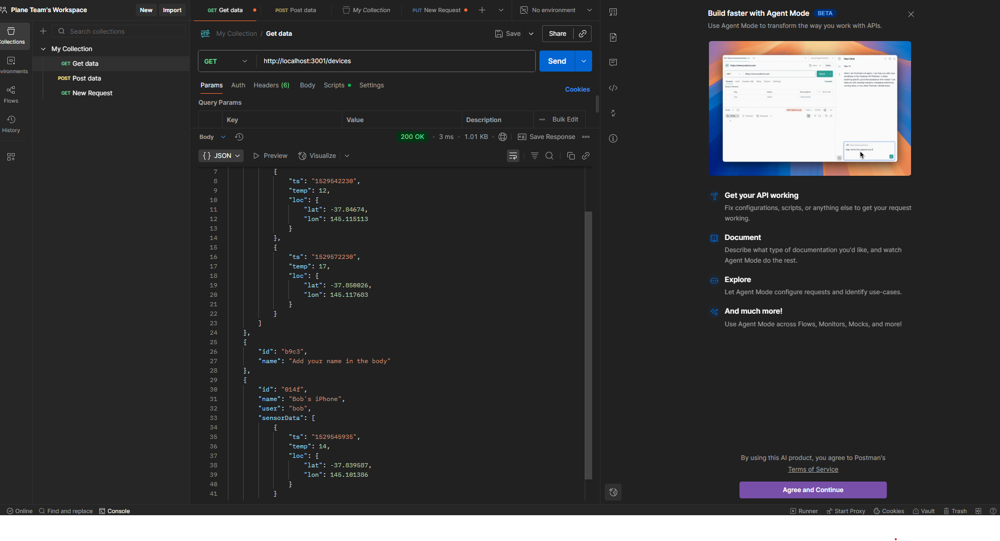 Plane Team's Workspace
New
Import
GET Get data
POST Post data
My Collection
PUT New Request
No environment
Collections
Environments
Flows
History
Search collections
My Collection
GET Get data
POST Post data
GET New Request
HTTP My Collection / Get data
Save
Share
GET
http://localhost:3001/devices
Send
Params
Auth
Headers (6)
Body
Scripts
Settings
Cookies
Query Params
Key
Value
Description
Bulk Edit
Body
200 OK
3 ms
1.01 KB
e.g. Save Response
{} JSON
Preview
Visualize
7 {
8 "ts": "1529542230",
9 "temp": 12,
10 "loc": {
11 "lat": -37.84674,
12 "lon": 145.115113
13 }
14 },
15 {
16 "ts": "1529572230",
17 "temp": 17,
18 "loc": {
19 "lat": -37.850026,
20 "lon": 145.117683
21 }
22 }
23 ]
24 },
25 {
26 "id": "b9c3",
27 "name": "Add your name in the body"
28 },
29 {
30 "id": "014f",
31 "name": "Bob's iPhone",
32 "user": "bob",
33 "sensorData": [
34 {
35 "ts": "1529545935",
36 "temp": 14,
37 "loc": {
38 "lat": -37.839587,
39 "lon": 145.101386
40 }
41 }
Build faster with Agent Mode BETA
Use Agent Mode to transform the way you work with APIs.
Get your API working
Fix configurations, scripts, or anything else to get your request
working.
Document
Describe what type of documentation you'd like, and watch
Agent Mode do the rest.
Explore
Let Agent Mode configure requests and identify use-cases.
And much more!
Use Agent Mode across Flows, Monitors, Mocks, and more!
By using this AI product, you agree to Postman's
Terms of Service
Agree and Continue
Online
Find and replace
Console
Runner
Start Proxy
Cookies
Vault
Trash